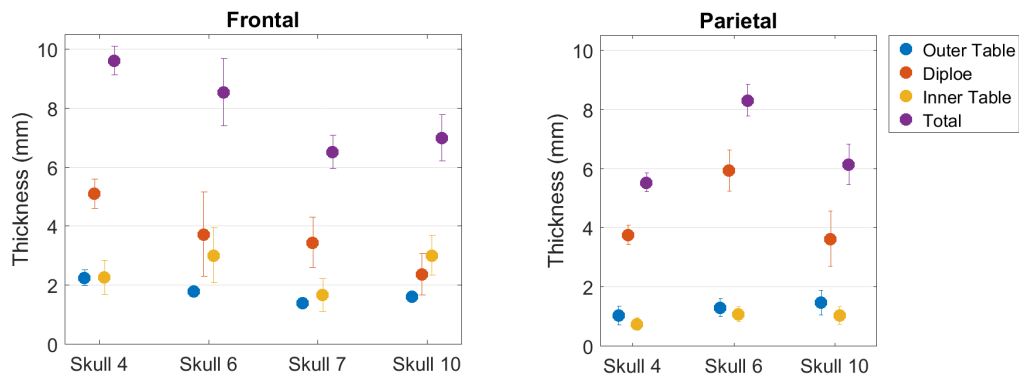 Frontal
Thickness (mm)
10
8
6
4
2
0
Skull 4
Skull 6
Skull 7
Skull 10
Parietal
Thickness (mm)
10
8
6
4
2
0
Skull 4
Skull 6
Skull 10
Outer Table
Diploe
Inner Table
Total